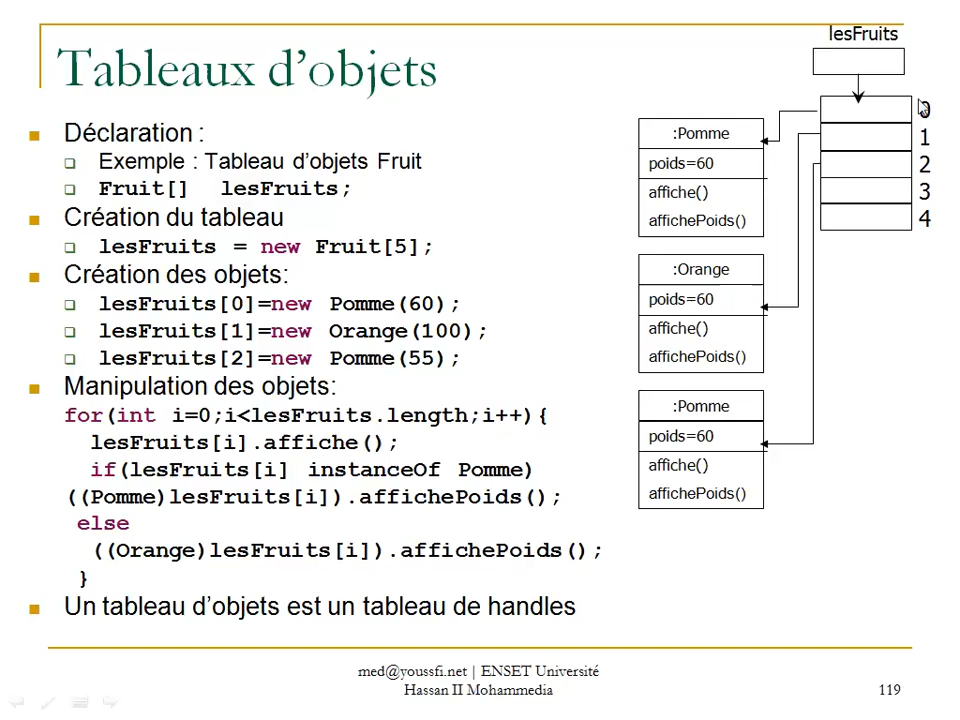 Tableaux d'objets
Déclaration :
Exemple : Tableau d'objets Fruit
Fruit[] lesFruits;
Création du tableau
lesFruits = new Fruit[5];
Création des objets:
lesFruits[0]=new Pomme(60);
lesFruits[1]=new Orange(100);
lesFruits[2]=new Pomme(55);
Manipulation des objets:
for(int i=0;i<lesFruits.length;i++){
lesFruits[i].affiche();
if(lesFruits[i] instanceOf Pomme)
((Pomme)lesFruits[i]).affichePoids();
else
((Orange)lesFruits[i]).affichePoids();
}
Un tableau d'objets est un tableau de handles
lesFruits
0
1
2
3
4
:Pomme
poids=60
affiche()
affichePoids()
:Orange
poids=60
affiche()
affichePoids()
:Pomme
poids=60
affiche()
affichePoids()
med@youssfi.net | ENSET Université
Hassan II Mohammedia
119